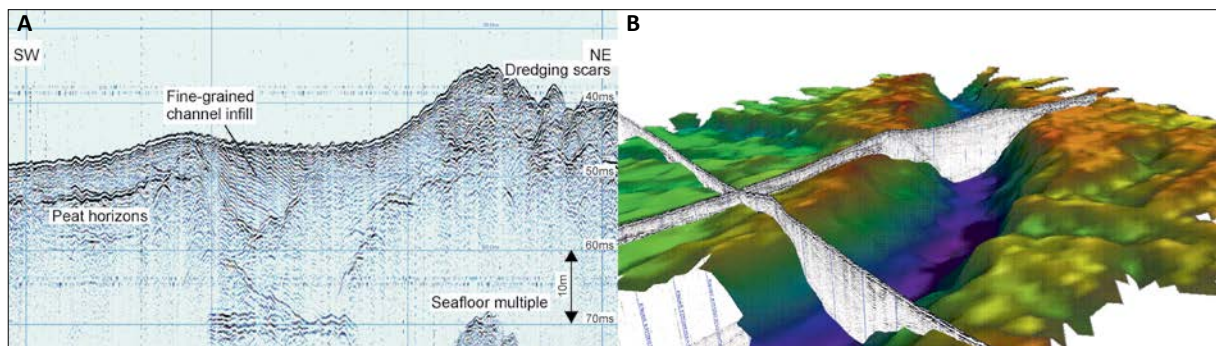 A
SW
NE
Dredging scars
Fine-grained
channel infill
40ms
50ms
Peat horizons
60ms
10m
Seafloor multiple
70ms
B